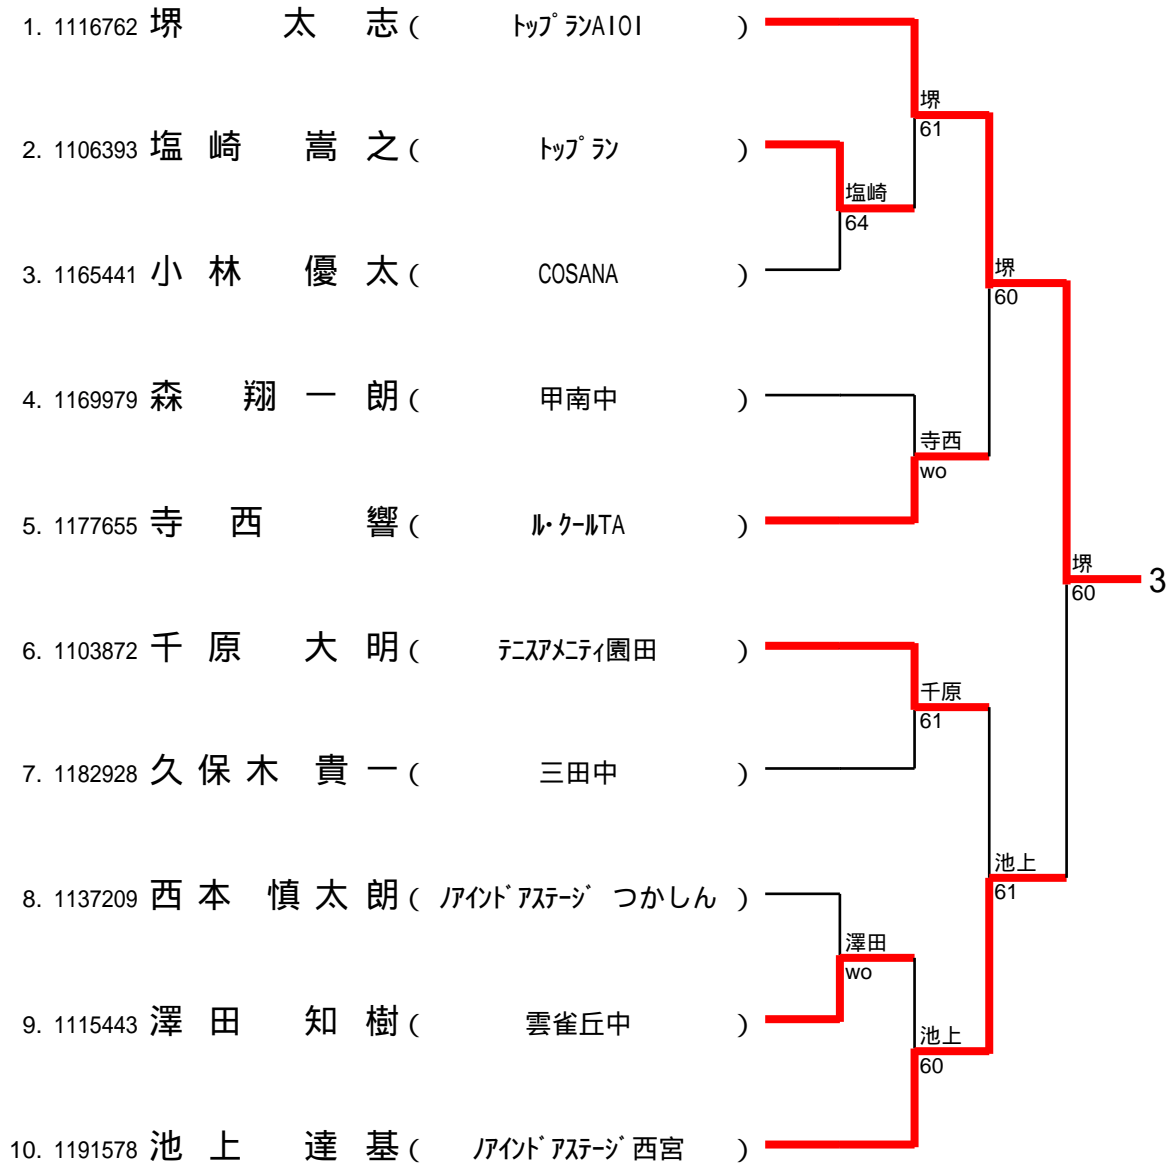 1. 1116762 堺 太 志 ( トップランAIOI )
堺
61
2. 1106393 塩 崎 嵩 之 ( トップラン )
塩崎
64
3. 1165441 小 林 優 太 ( COSANA )
堺
60
4. 1169979 森 翔 一 朗 ( 甲南中 )
寺西
wo
5. 1177655 寺 西 響 ( ル・クールTA )
堺
60
3
6. 1103872 千 原 大 明 ( テニスアメニティ園田 )
千原
61
7. 1182928 久 保 木 貴 一 ( 三田中 )
池上
61
8. 1137209 西 本 慎 太 朗 ( ノアインドアステージ つかしん )
澤田
wo
9. 1115443 澤 田 知 樹 ( 雲雀丘中 )
池上
60
10. 1191578 池 上 達 基 ( ノアインドアステージ西宮 )